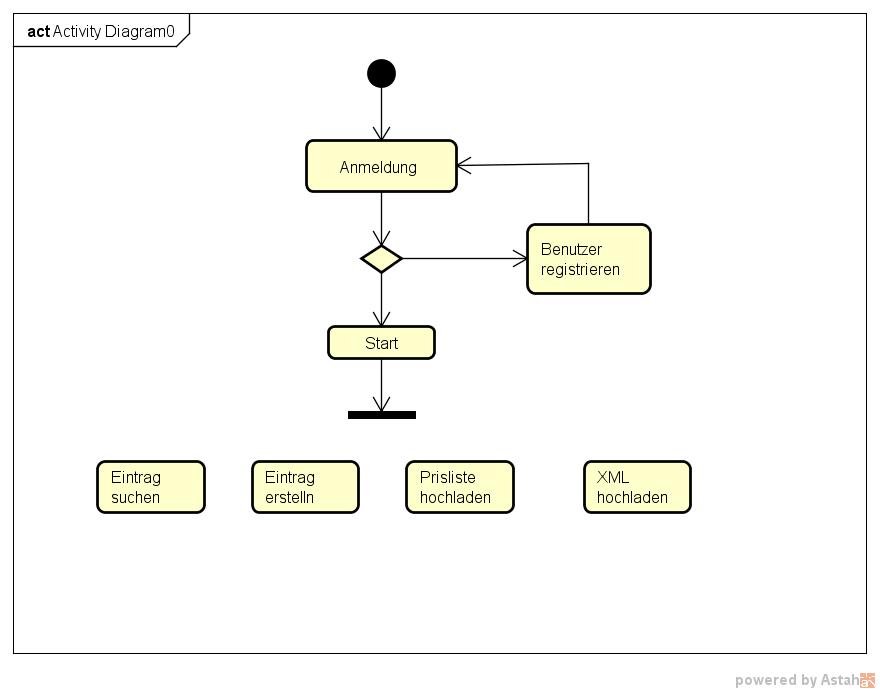 act Activity Diagram0
Anmeldung
Benutzer
registrieren
Start
Eintrag
suchen
Eintrag
erstelln
Prisliste
hochladen
XML
hochladen
powered by Astah